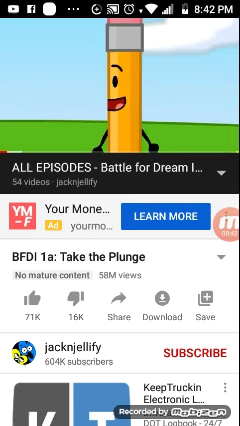 8:42 PM
ALL EPISODES - Battle for Dream I...
54 videos · jacknjellify
YM
-F
Your Mone...
Ad yourmo...
LEARN MORE
00:43
BFDI 1a: Take the Plunge
No mature content 58M views
71K
16K
Share
Download
Save
jacknjellify
604K subscribers
SUBSCRIBE
K
T
KeepTruckin
Electronic L...
DOT Logbook - 24/7
Recorded by mobizen